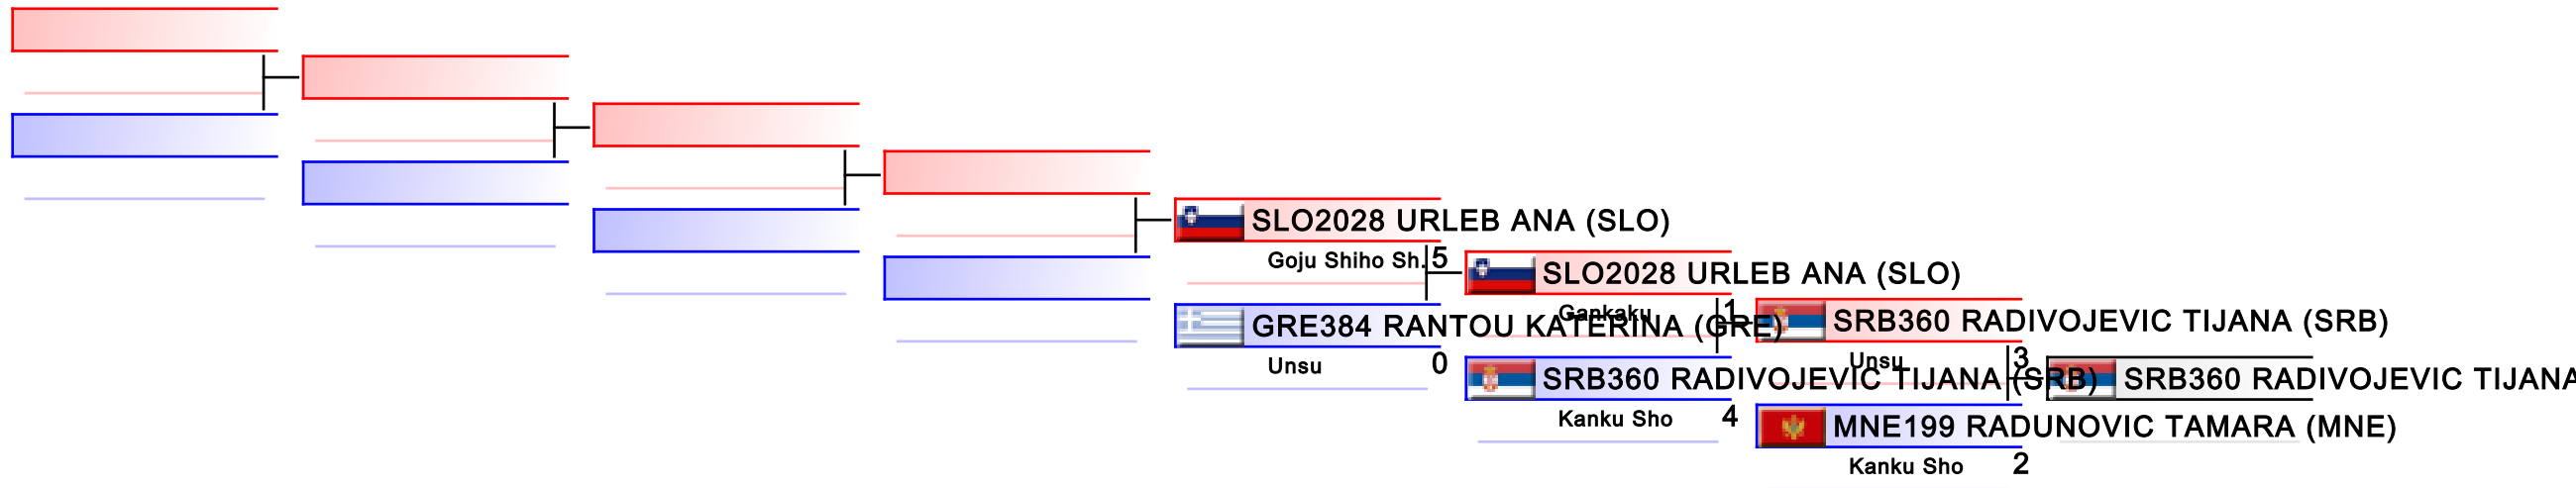 SLO2028 URLEB ANA (SLO)
Goju Shiho Sh. 5
GRE384 RANTOU KATERINA (GRE)
Unsu 0
SLO2028 URLEB ANA (SLO)
Gankaku 1
SRB360 RADIVOJEVIC TIJANA (SRB)
Kanku Sho 4
SRB360 RADIVOJEVIC TIJANA (SRB)
Unsu 3
MNE199 RADUNOVIC TAMARA (MNE)
Kanku Sho 2
SRB360 RADIVOJEVIC TIJANA